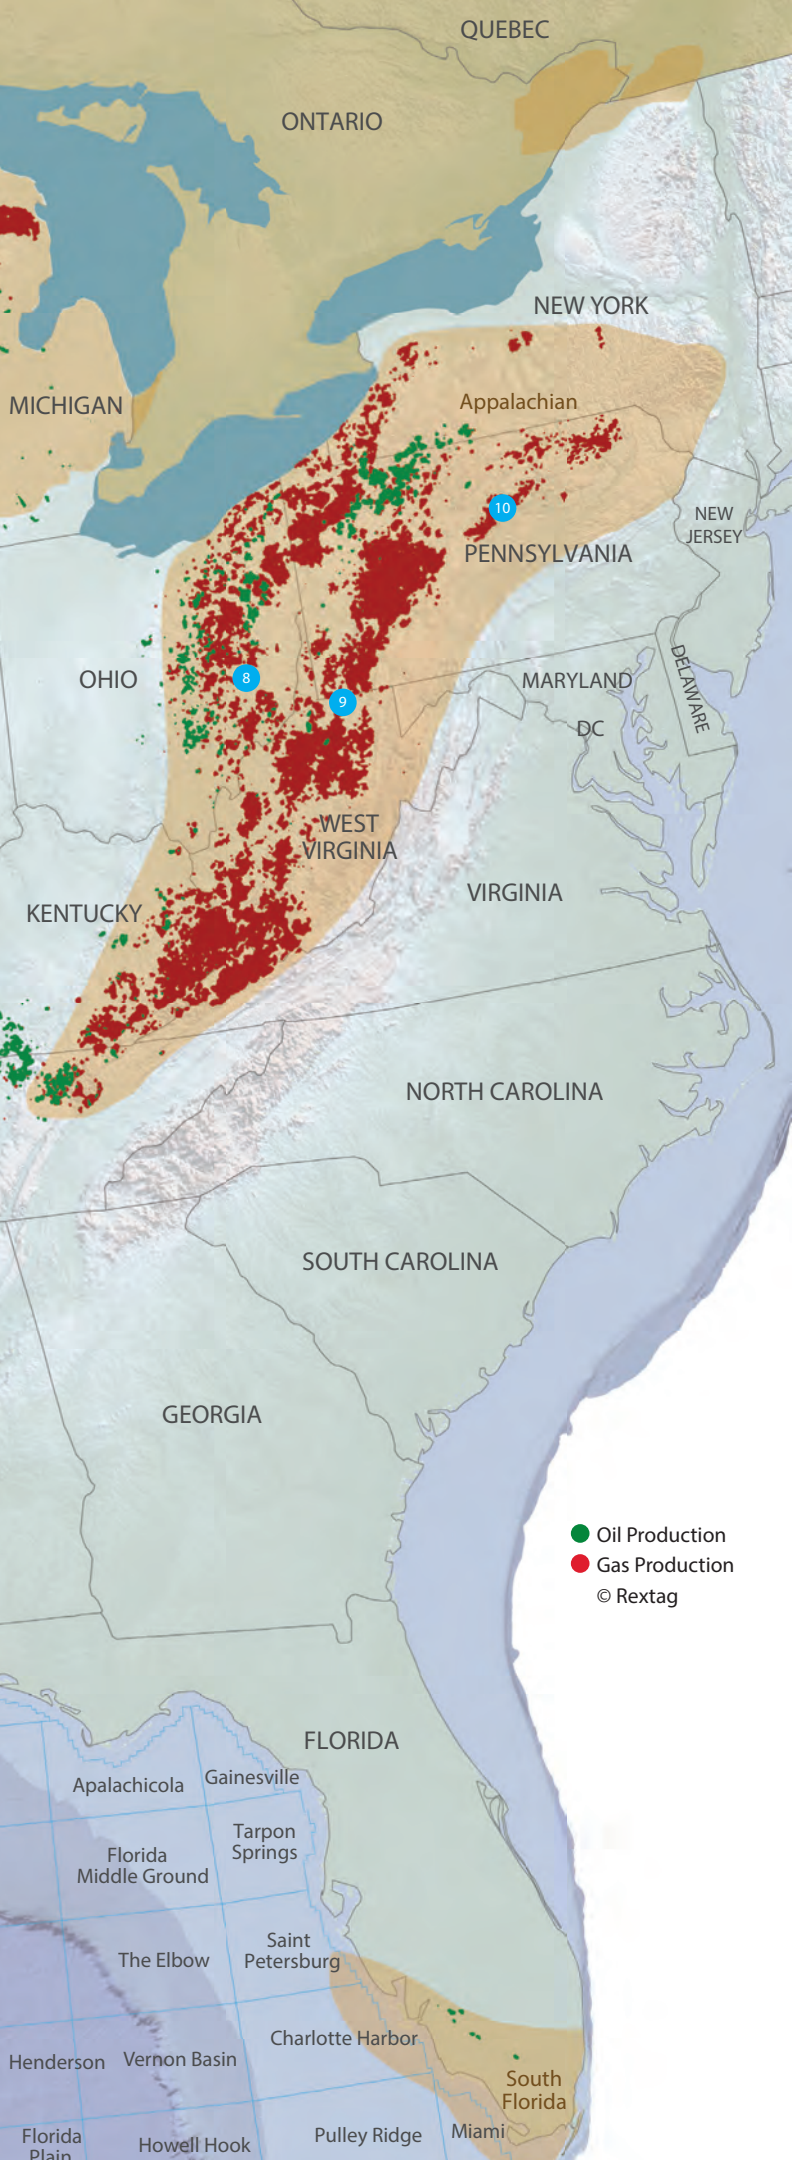 QUEBEC
ONTARIO
NEW YORK
MICHIGAN
Appalachian
10
NEW
JERSEY
PENNSYLVANIA
OHIO
8
9
MARYLAND
DELAWARE
DC
WEST
VIRGINIA
VIRGINIA
KENTUCKY
NORTH CAROLINA
SOUTH CAROLINA
GEORGIA
Oil Production
Gas Production
© Rextag
FLORIDA
Apalachicola
Gainesville
Tarpon
Springs
Florida
Middle Ground
Saint
Petersburg
The Elbow
Charlotte Harbor
Henderson
Vernon Basin
South
Florida
Miami
Pulley Ridge
Howell Hook
Florida
Plain